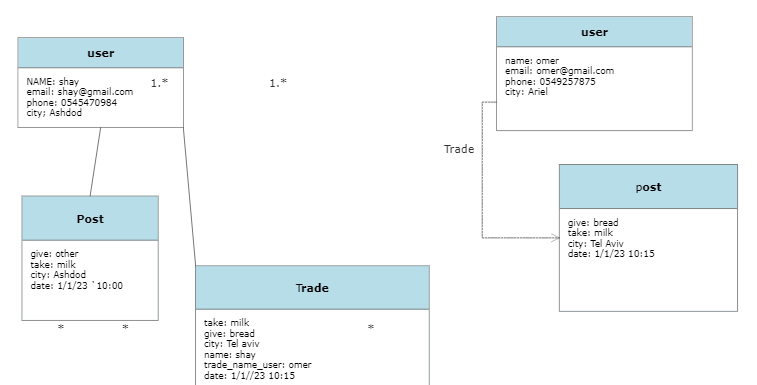 user
NAME: shay
email: shay@gmail.com
phone: 0545470984
city; Ashdod
1.*
1.*
user
name: omer
email: omer@gmail.com
phone: 0549257875
city: Ariel
Trade
post
give: bread
take: milk
city: Tel Aviv
date: 1/1/23 10:15
Post
give: other
take: milk
city: Ashdod
date: 1/1/23 `10:00
*
*
Trade
take: milk
give: bread
city: Tel aviv
name: shay
trade_name_user: omer
date: 1/1//23 10:15
*